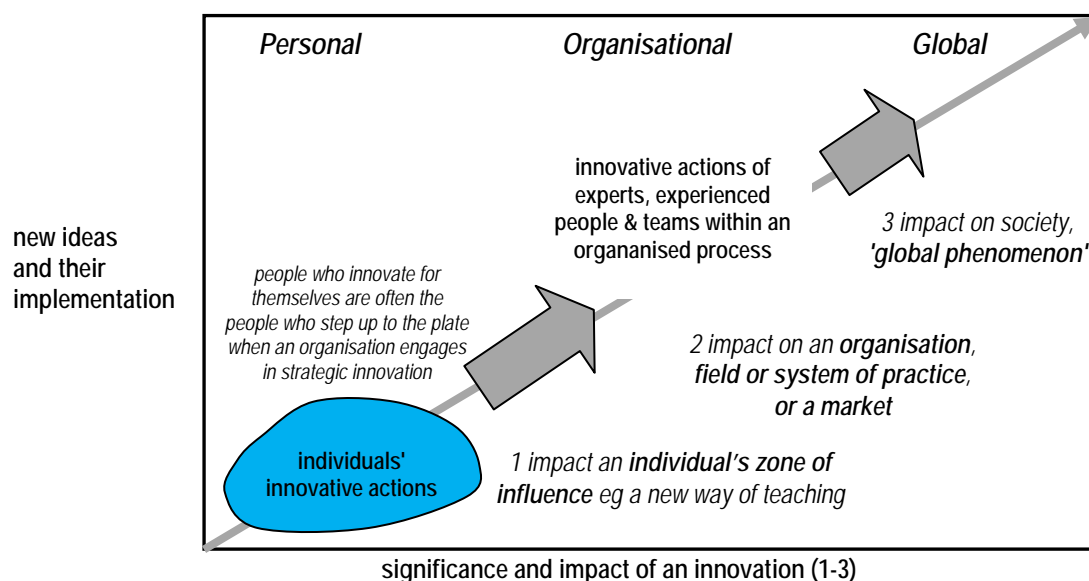 Personal
Organisational
Global
innovative actions of
experts, experienced
people & teams within an
organanised process
3 impact on society,
'global phenomenon'
new ideas
and their
implementation
people who innovate for
themselves are often the
people who step up to the plate
when an organisation engages
in strategic innovation
2 impact on an organisation,
field or system of practice,
or a market
individuals'
innovative actions
1 impact an individual's zone of
influence eg a new way of teaching
significance and impact of an innovation (1-3)